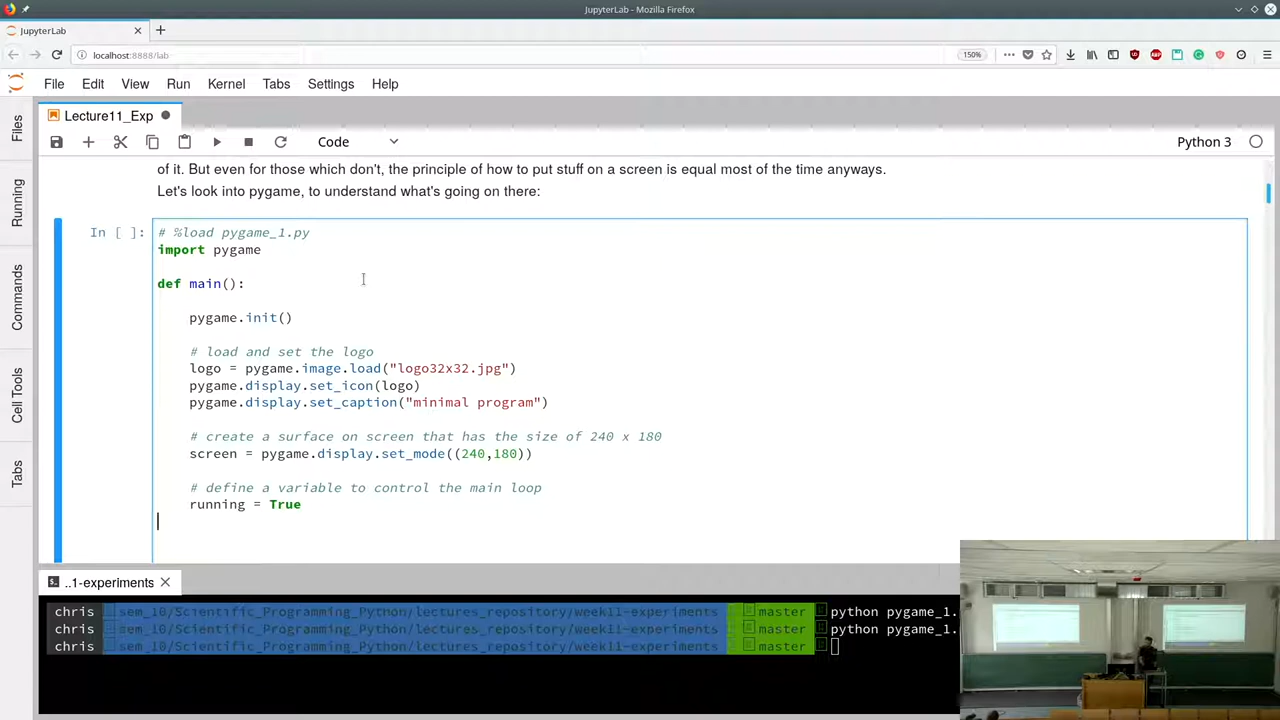 JupyterLab - Mozilla Firefox
JupyterLab
localhost:8888/lab
150%
File Edit View Run Kernel Tabs Settings Help
Lecture11_Exp
Code
Python 3
Files
Running
Commands
Cell Tools
Tabs
of it. But even for those which don't, the principle of how to put stuff on a screen is equal most of the time anyways.
Let's look into pygame, to understand what's going on there:
In [ ]:
# %load pygame_1.py
import pygame
def main():
pygame.init()
# load and set the logo
logo = pygame.image.load("logo32x32.jpg")
pygame.display.set_icon(logo)
pygame.display.set_caption("minimal program")
# create a surface on screen that has the size of 240 x 180
screen = pygame.display.set_mode((240,180))
# define a variable to control the main loop
running = True
..1-experiments
chris sem_10/Scientific_Programming_Python/lectures_repository/week11-experiments master python pygame_1.
chris sem_10/Scientific_Programming_Python/lectures_repository/week11-experiments master python pygame_1.
chris sem_10/Scientific_Programming_Python/lectures_repository/week11-experiments master